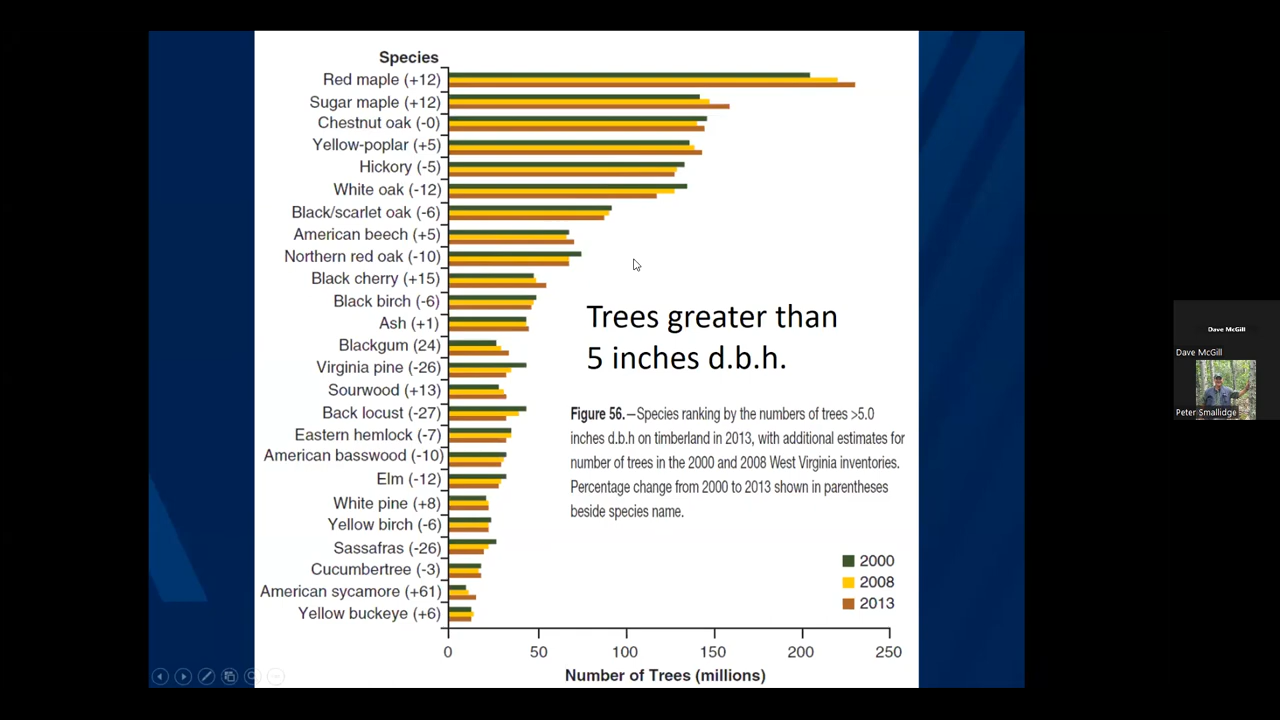 Species
Red maple (+12)
Sugar maple (+12)
Chestnut oak (-0)
Yellow-poplar (+5)
Hickory (-5)
White oak (-12)
Black/scarlet oak (-6)
American beech (+5)
Northern red oak (-10)
Black cherry (+15)
Black birch (-6)
Ash (+1)
Blackgum (24)
Virginia pine (-26)
Sourwood (+13)
Back locust (-27)
Eastern hemlock (-7)
American basswood (-10)
Elm (-12)
White pine (+8)
Yellow birch (-6)
Sassafras (-26)
Cucumbertree (-3)
American sycamore (+61)
Yellow buckeye (+6)
0 50 100 150 200 250
Number of Trees (millions)
Trees greater than
5 inches d.b.h.
Figure 56.—Species ranking by the numbers of trees >5.0
inches d.b.h on timberland in 2013, with additional estimates for
number of trees in the 2000 and 2008 West Virginia inventories.
Percentage change from 2000 to 2013 shown in parentheses
beside species name.
2000
2008
2013
Dave McGill
Dave McGill
Peter Smallidge